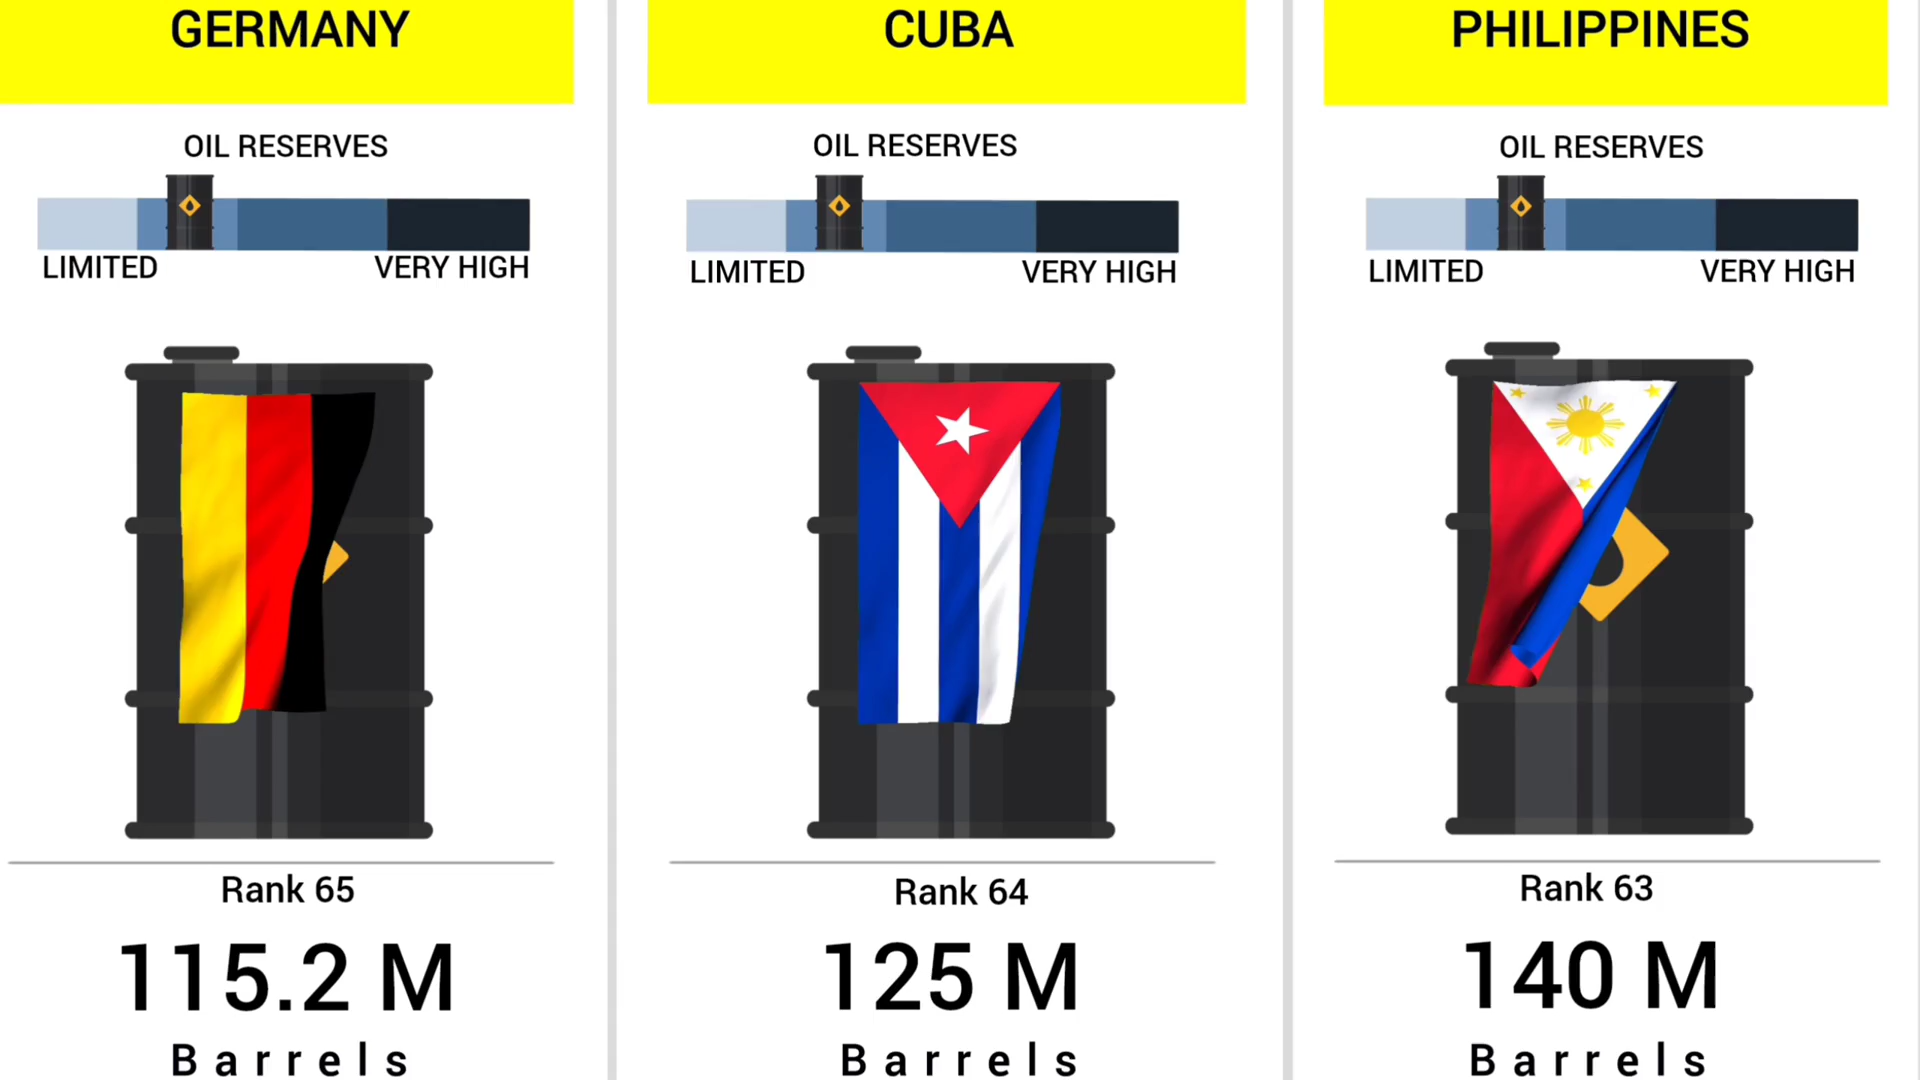 GERMANY
OIL RESERVES
LIMITED VERY HIGH
Rank 65
115.2 M
Barrels
CUBA
OIL RESERVES
LIMITED VERY HIGH
Rank 64
125 M
Barrels
PHILIPPINES
OIL RESERVES
LIMITED VERY HIGH
Rank 63
140 M
Barrels